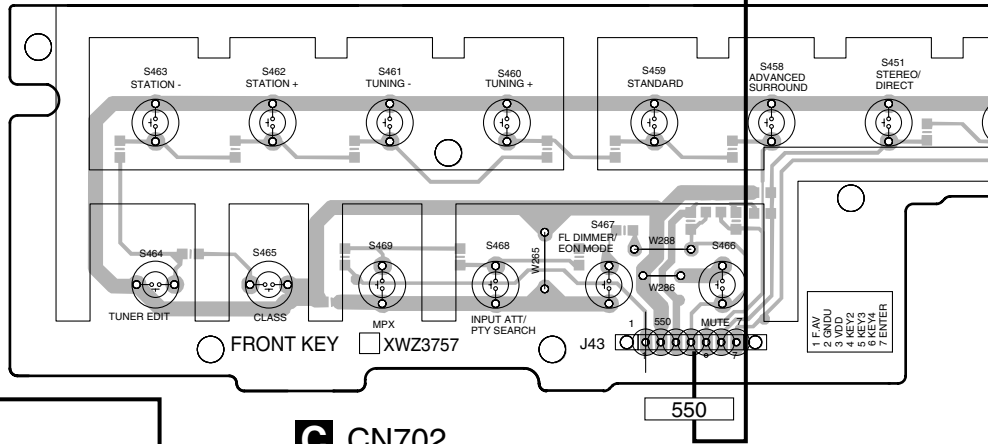 S463
STATION -
S462
STATION +
S461
TUNING -
S460
TUNING +
S459
STANDARD
S458
ADVANCED
SURROUND
S451
STEREO/
DIRECT
S464
TUNER EDIT
S465
CLASS
S469
MPX
S468
INPUT ATT/
PTY SEARCH
W265
S467
FL DIMMER/
EON MODE
W288
W286
S466
MUTE
1
550
7
1 F.AV
2 GNDU
3 VDD
4 KEY2
5 KEY3
6 KEY4
7 ENTER
FRONT KEY
XWZ3757
J43
1
7
550
C CN702